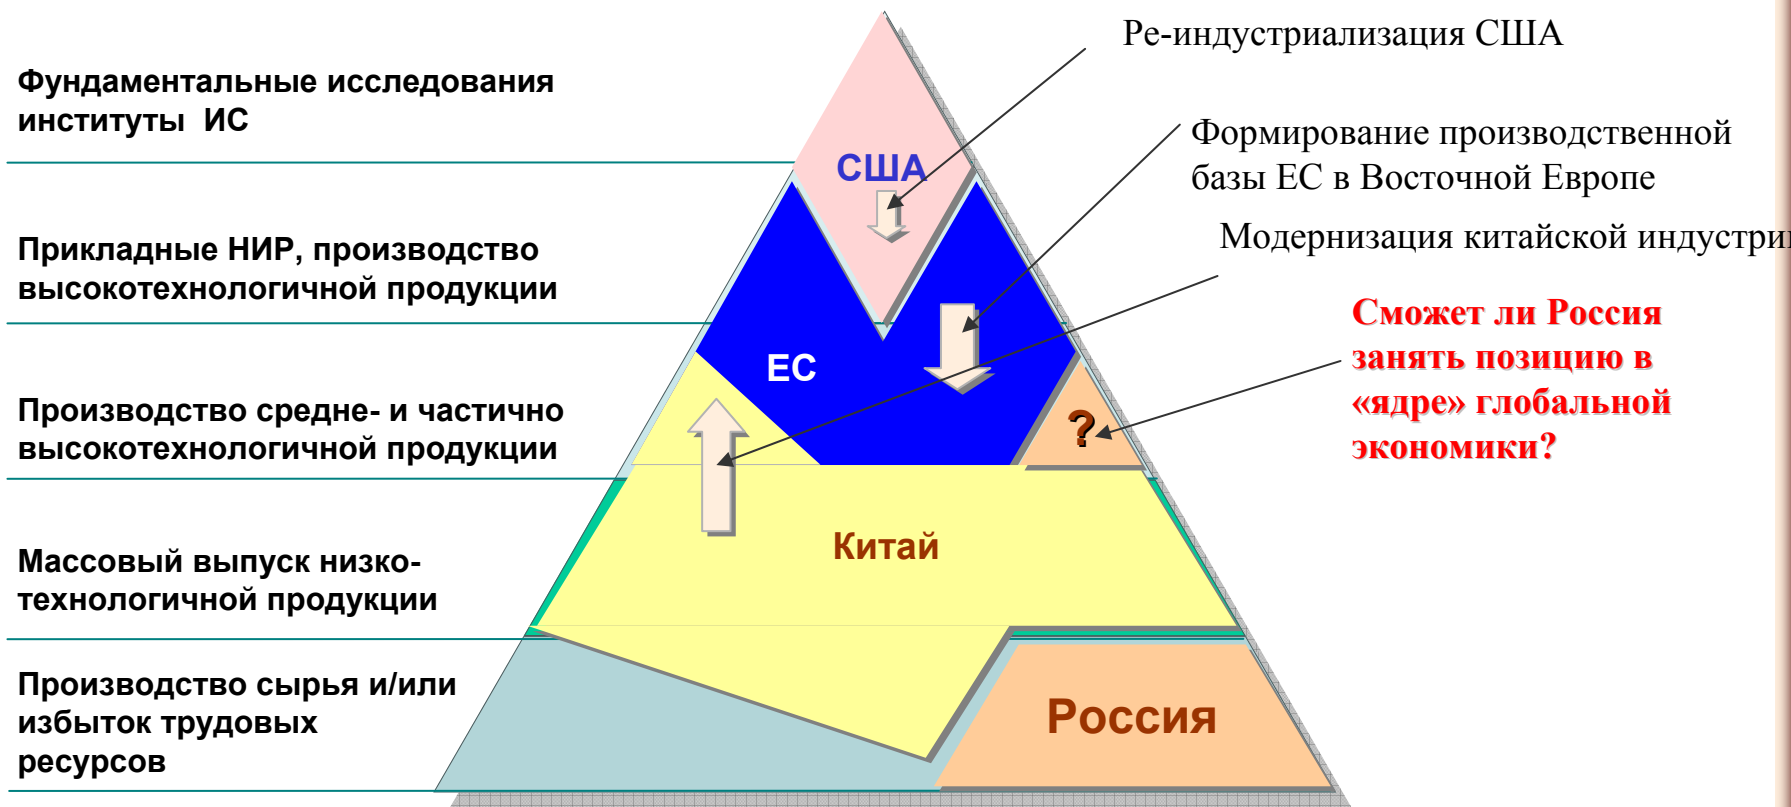 Ре-индустриализация США
Фундаментальные исследования
институты ИС
Формирование производственной
базы ЕС в Восточной Европе
США
Модернизация китайской индустрии
Прикладные НИР, производство
высокотехнологичной продукции
Сможет ли Россия
занять позицию в
«ядре» глобальной
экономики?
ЕС
?
Производство средне- и частично
высокотехнологичной продукции
Китай
Массовый выпуск низко-
технологичной продукции
Производство сырья и/или
избыток трудовых
ресурсов
Россия